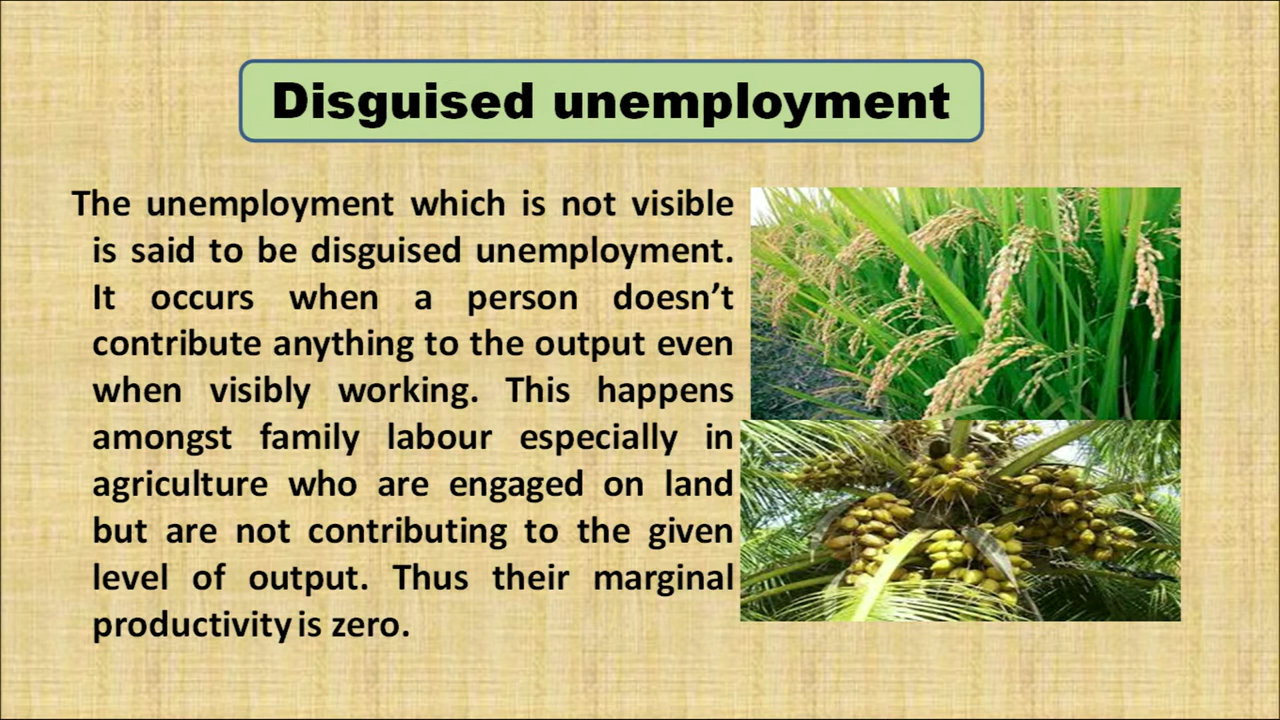 Disguised unemployment
The unemployment which is not visible
is said to be disguised unemployment.
It occurs when a person doesn’t
contribute anything to the output even
when visibly working. This happens
amongst family labour especially in
agriculture who are engaged on land
but are not contributing to the given
level of output. Thus their marginal
productivity is zero.